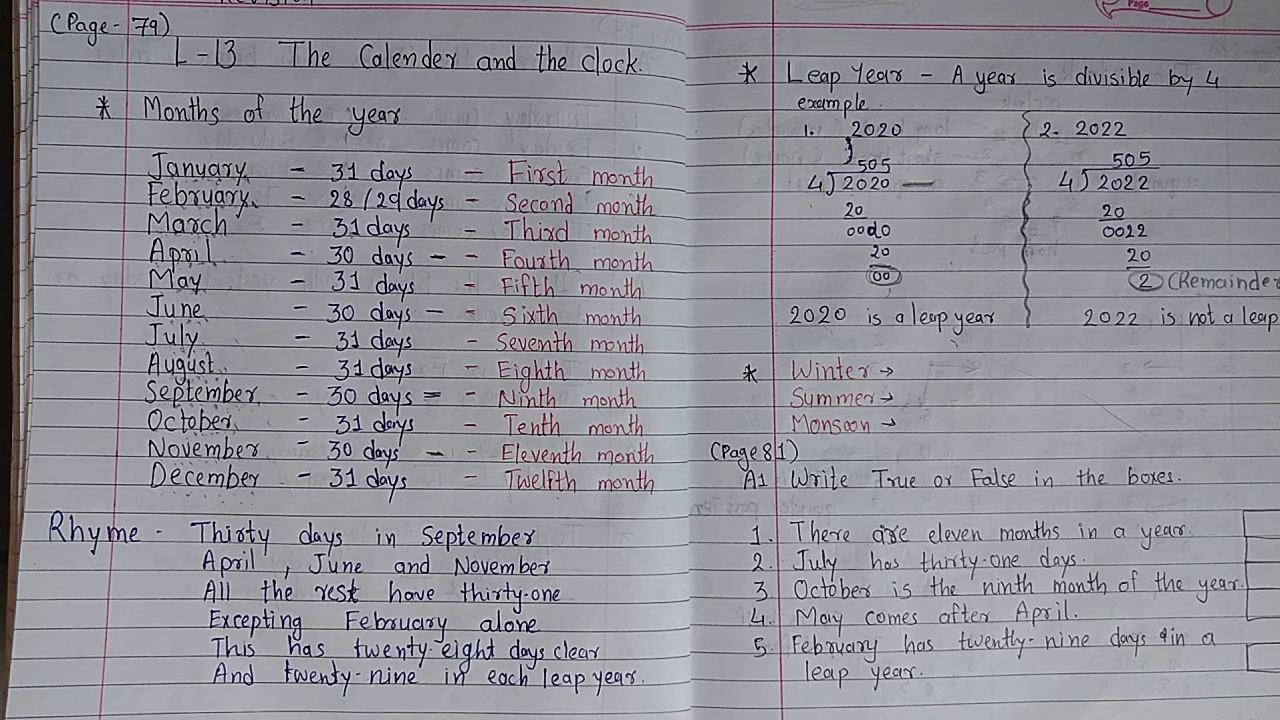 (Page - 79)
L-13 The Calender and the clock.
* Months of the year.
January - 31 days - First month
February - 28/29 days - Second month
March - 31 days - Third month
April - 30 days - - Fourth month
May - 31 days - Fifth month
June - 30 days - - Sixth month
July - 31 days - Seventh month
August - 31 days - Eighth month
September - 30 days - - Ninth month
October - 31 days - Tenth month
November - 30 days - - Eleventh month
December - 31 days - Twelfth month
Rhyme - Thirty days in September
April, June and November
All the rest have thirty-one
Excepting February alone
This has twenty-eight days clear
And twenty-nine in each leap year.
Page
* Leap Year - A year is divisible by 4
example.
1. 2020
505
4)2020
20
0020
20
00
2020 is a leap year
2. 2022
505
4)2022
20
0022
20
2 (Remainder
2022 is not a leap
* Winter →
Summer →
Monsoon →
(Page 81)
A1 Write True or False in the boxes.
1. There are eleven months in a year.
2. July has thirty-one days.
3. October is the ninth month of the year.
4. May comes after April.
5. February has twenty-nine days in a
leap year.